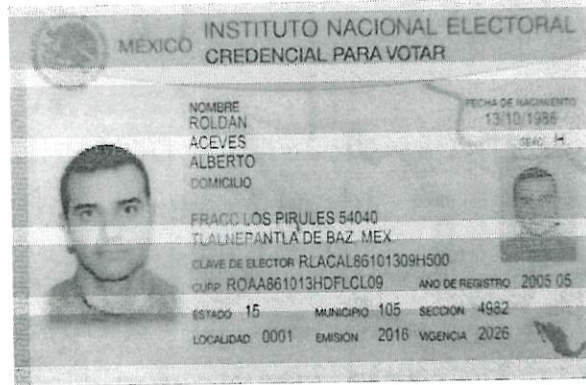 MÉXICO
INSTITUTO NACIONAL ELECTORAL
CREDENCIAL PARA VOTAR
NOMBRE
ROLDAN
ACEVES
ALBERTO
FECHA DE NACIMIENTO
13/10/1986
SEXO H
DOMICILIO
FRACC LOS PIRULES 54040
TLALNEPANTLA DE BAZ, MEX.
CLAVE DE ELECTOR RLACAL86101309H500
CURP ROAA861013HDFLCL09 AÑO DE REGISTRO 2005 05
ESTADO 15 MUNICIPIO 105 SECCIÓN 4982
LOCALIDAD 0001 EMISIÓN 2016 VIGENCIA 2026